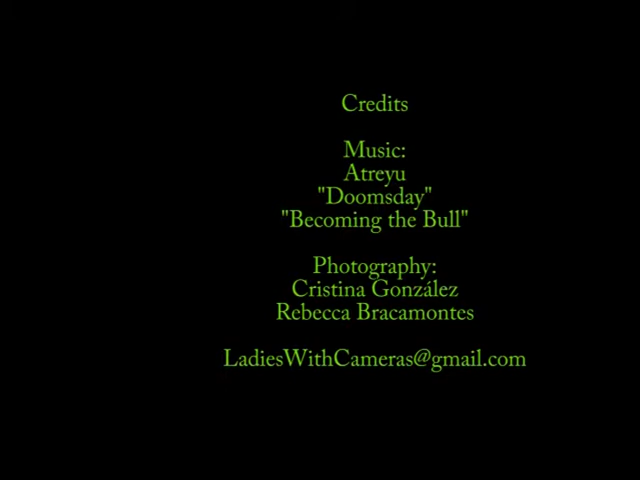 Credits
Music:
Atreyu
"Doomsday"
"Becoming the Bull"
Photography:
Cristina González
Rebecca Bracamontes
LadiesWithCameras@gmail.com